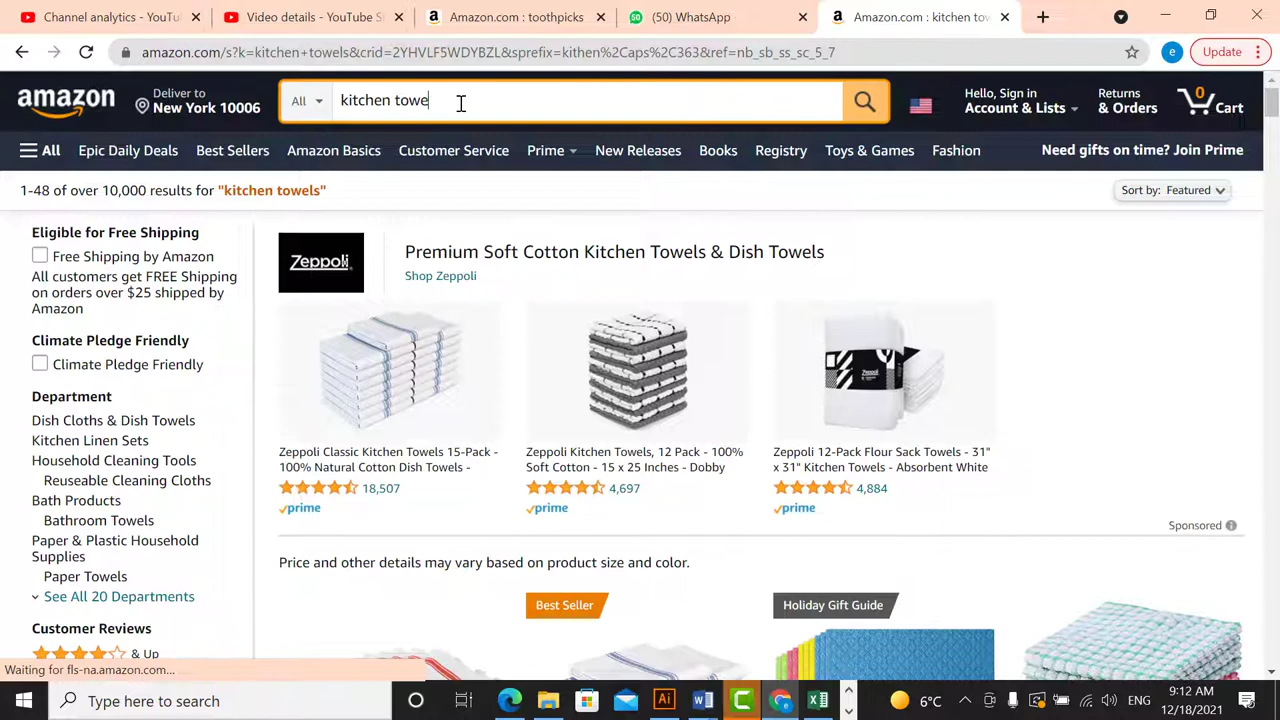 Channel analytics - YouTu
Video details - YouTube S
Amazon.com : toothpicks
(50) WhatsApp
Amazon.com : kitchen tow
amazon.com/s?k=kitchen+towels&crid=2YHVLF5WDYBZL&sprefix=kithen%2Caps%2C363&ref=nb_sb_ss_sc_5_7
e
Update
amazon
Deliver to
New York 10006
All
kitchen towe
Hello, Sign in
Account & Lists
Returns
& Orders
0
Cart
All
Epic Daily Deals
Best Sellers
Amazon Basics
Customer Service
Prime
New Releases
Books
Registry
Toys & Games
Fashion
Need gifts on time? Join Prime
1-48 of over 10,000 results for "kitchen towels"
Sort by: Featured
Eligible for Free Shipping
Free Shipping by Amazon
All customers get FREE Shipping
on orders over $25 shipped by
Amazon
Climate Pledge Friendly
Climate Pledge Friendly
Department
Dish Cloths & Dish Towels
Kitchen Linen Sets
Household Cleaning Tools
Reuseable Cleaning Cloths
Bath Products
Bathroom Towels
Paper & Plastic Household
Supplies
Paper Towels
See All 20 Departments
Customer Reviews
& Up
Zeppoli
Premium Soft Cotton Kitchen Towels & Dish Towels
Shop Zeppoli
Zeppoli Classic Kitchen Towels 15-Pack -
100% Natural Cotton Dish Towels -
18,507
prime
Zeppoli Kitchen Towels, 12 Pack - 100%
Soft Cotton - 15 x 25 Inches - Dobby
4,697
prime
Zeppoli 12-Pack Flour Sack Towels - 31"
x 31" Kitchen Towels - Absorbent White
4,884
prime
Sponsored
Price and other details may vary based on product size and color.
Best Seller
Holiday Gift Guide
Waiting for fls-na.amazon.com...
Type here to search
Ai
6°C
ENG
9:12 AM
12/18/2021